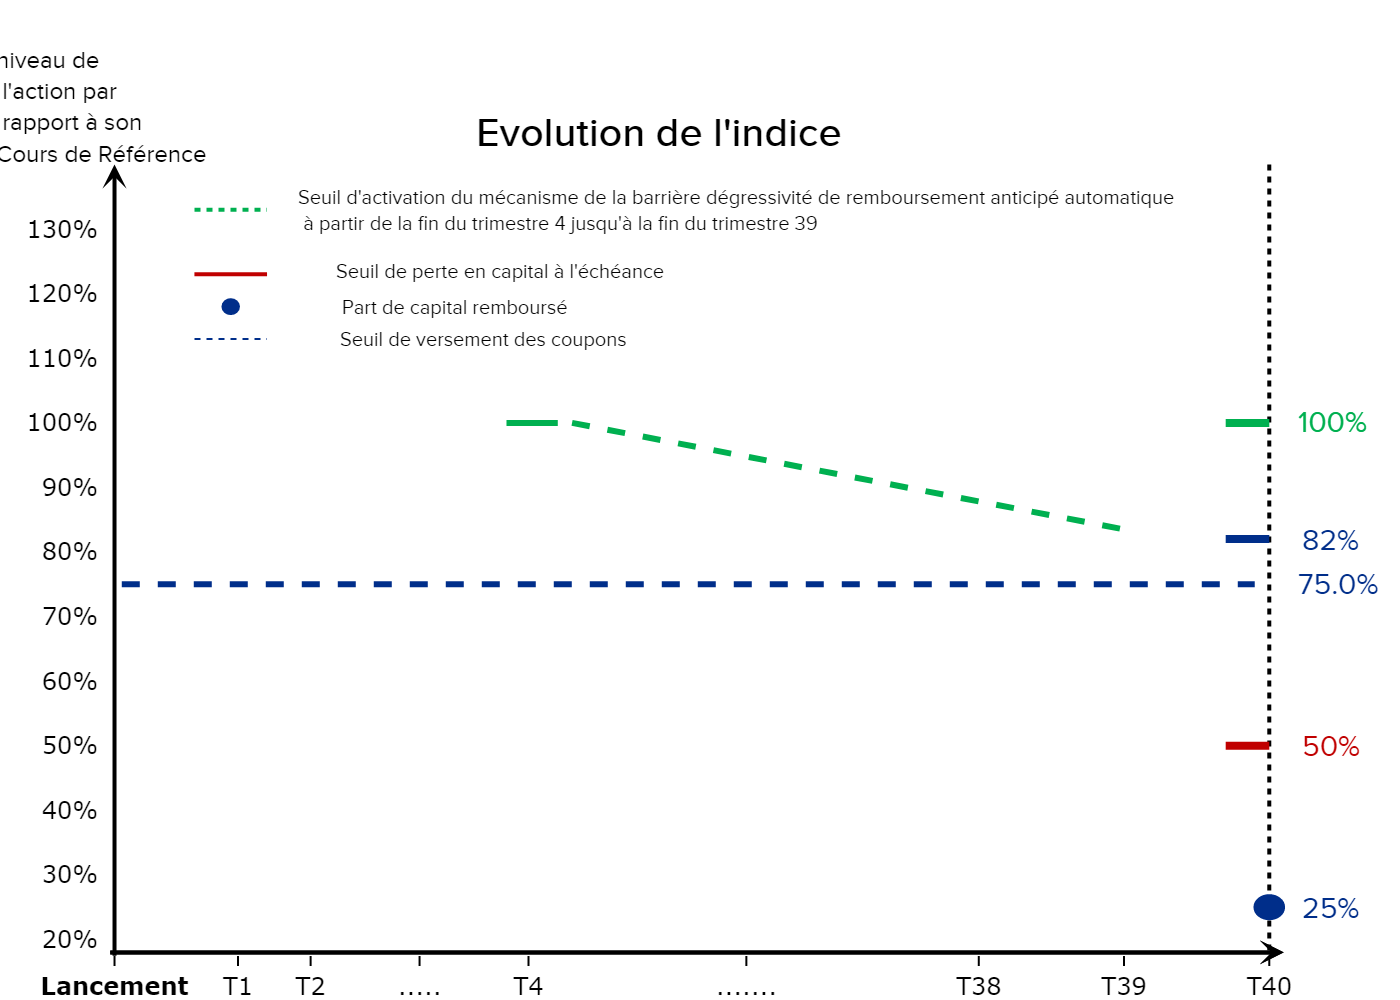 niveau de
l'action par
rapport à son
Cours de Référence
Evolution de l'indice
Seuil d'activation du mécanisme de la barrière dégressivité de remboursement anticipé automatique
à partir de la fin du trimestre 4 jusqu'à la fin du trimestre 39
Seuil de perte en capital à l'échéance
Part de capital remboursé
Seuil de versement des coupons
130%
120%
110%
100%
90%
80%
70%
60%
50%
40%
30%
20%
100%
82%
75.0%
50%
25%
Lancement T1 T2 ..... T4 ....... T38 T39 T40